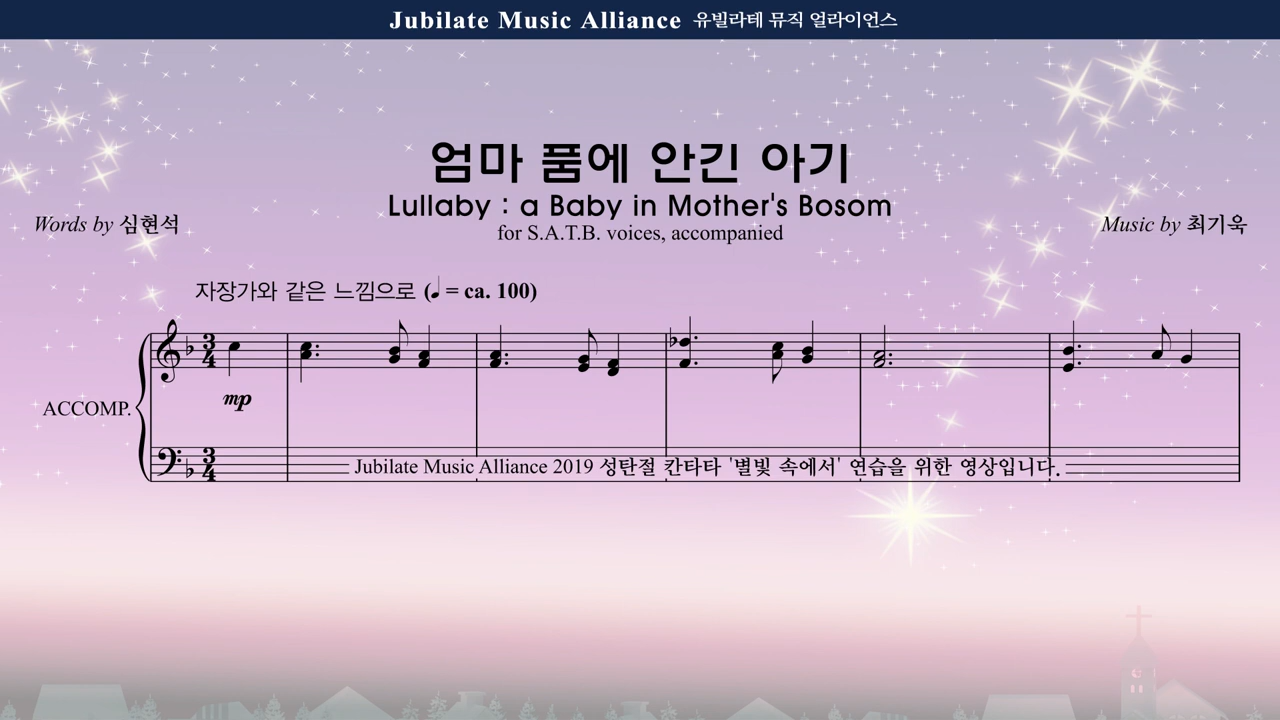 Jubilate Music Alliance 유빌라테 뮤직 얼라이언스
엄마 품에 안긴 아기
Lullaby : a Baby in Mother's Bosom
Words by 심현석
Music by 최기욱
for S.A.T.B. voices, accompanied
자장가와 같은 느낌으로 (♩ = ca. 100)
3
4
mp
ACCOMP.
3
4
Jubilate Music Alliance 2019 성탄절 칸타타 '별빛 속에서' 연습을 위한 영상입니다.